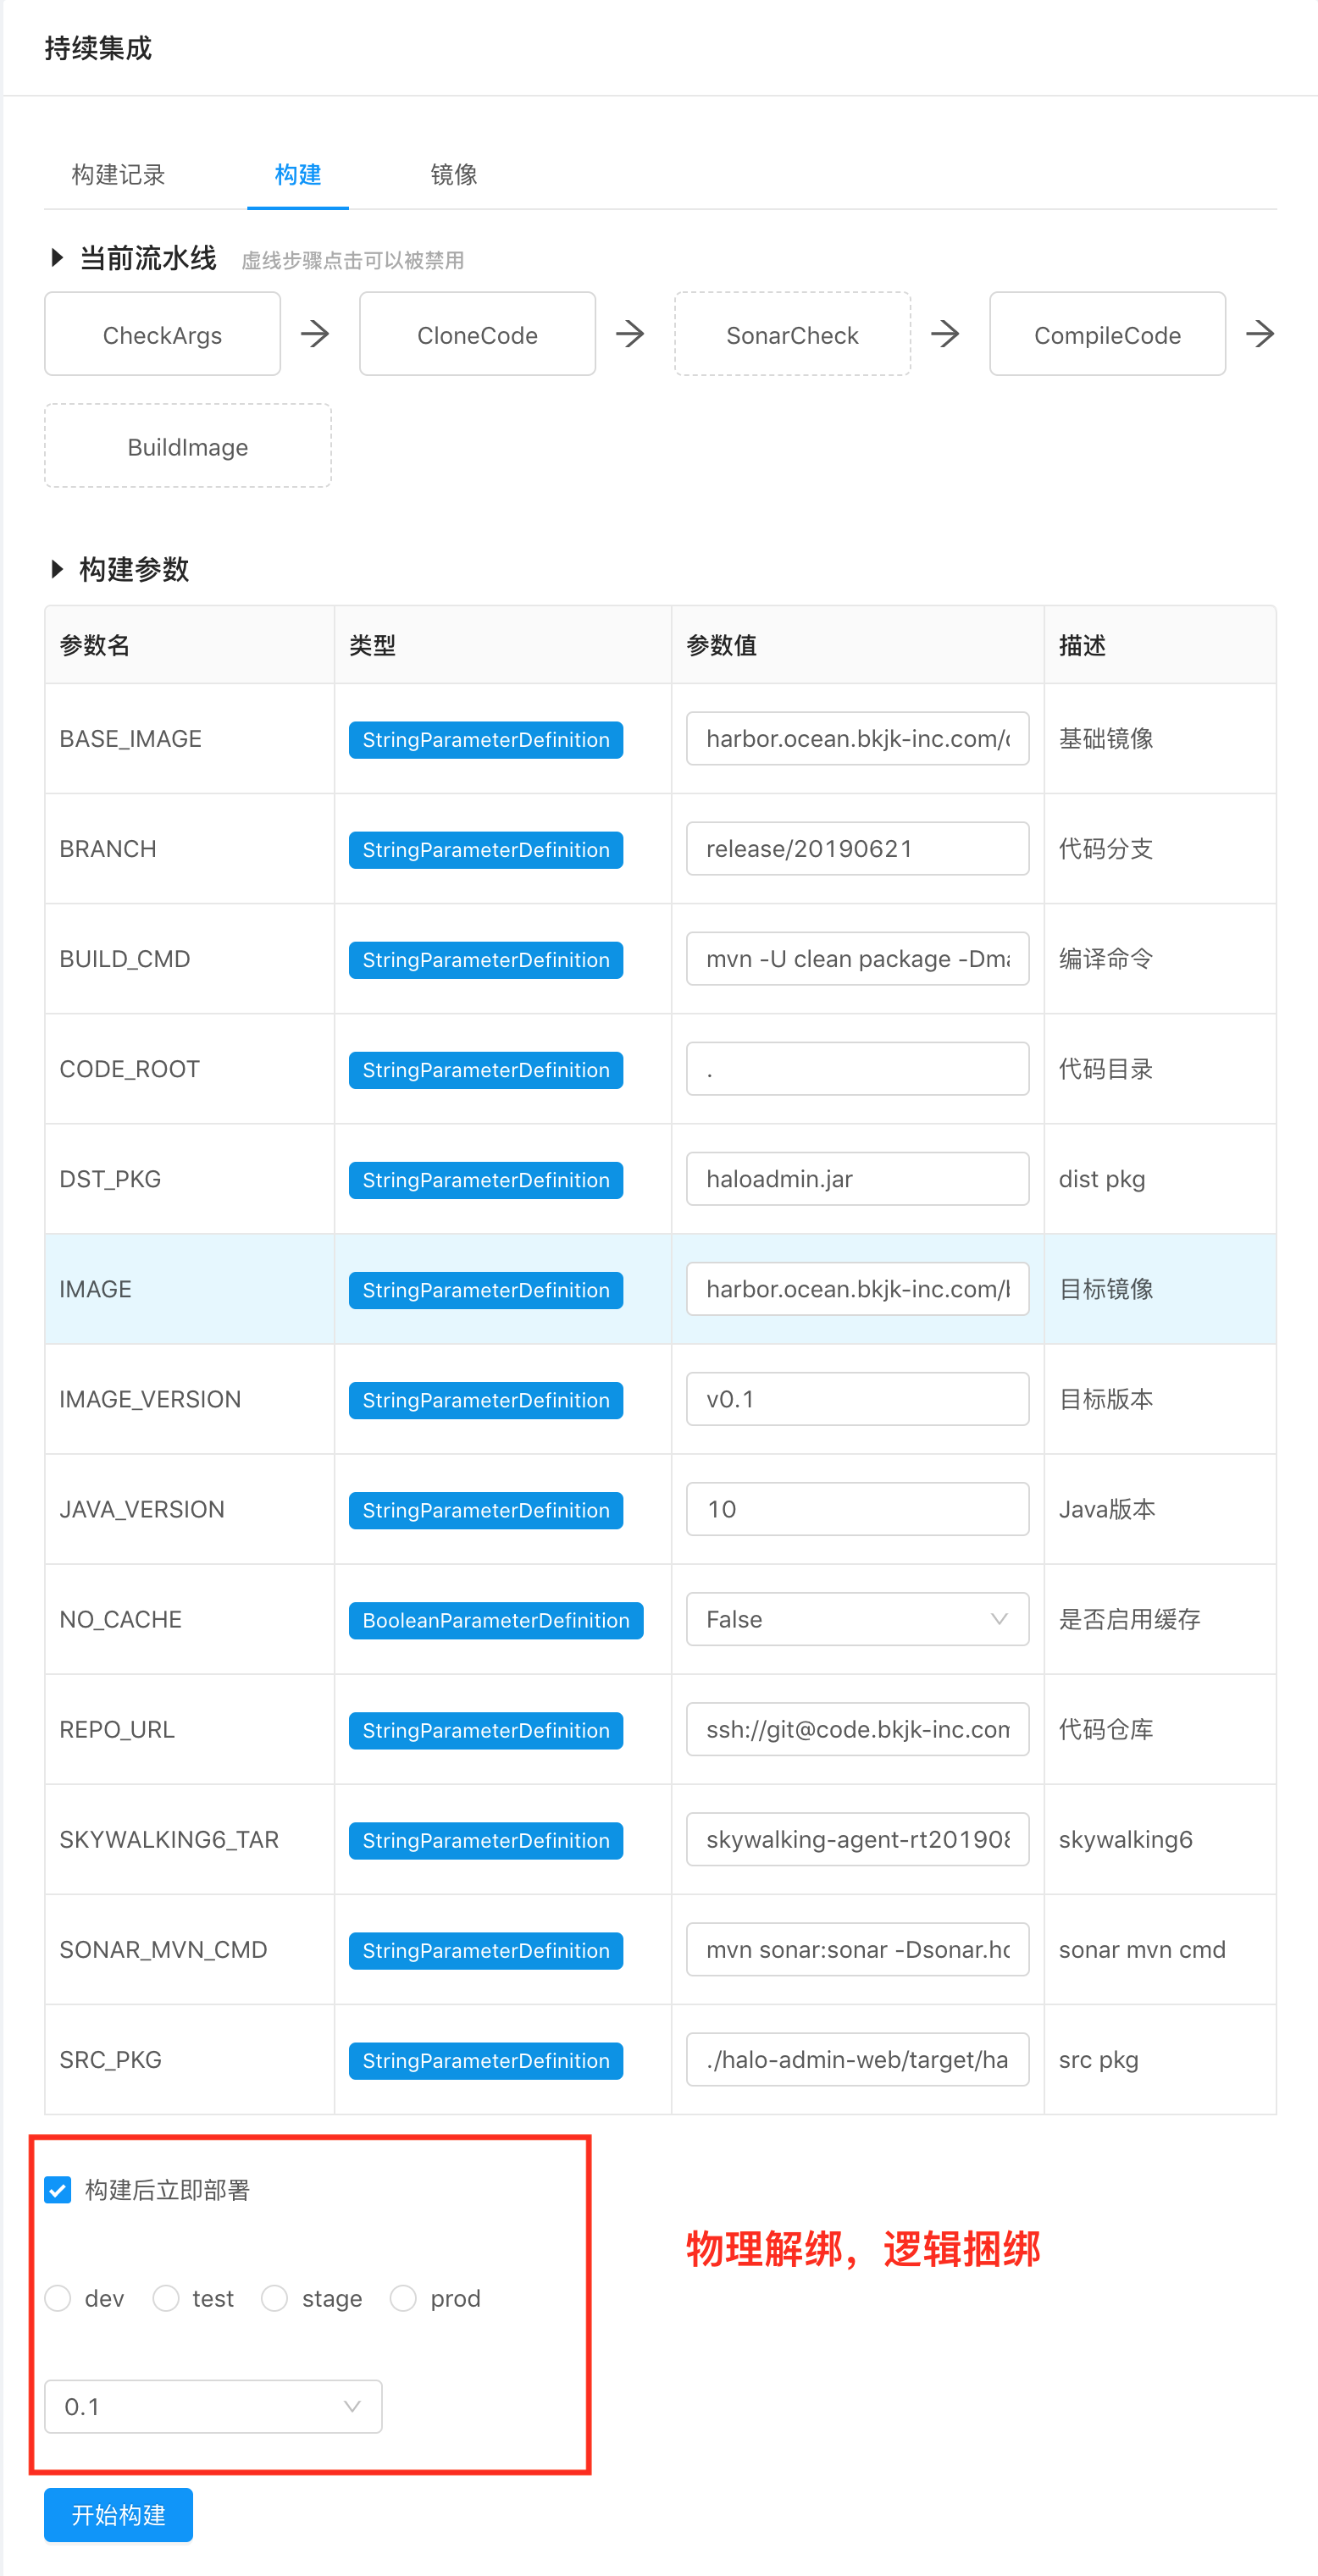 持续集成
构建记录 构建 镜像
当前流水线 虚线步骤点击可以被禁用
CheckArgs CloneCode SonarCheck CompileCode
BuildImage
构建参数
参数名 类型 参数值 描述
BASE_IMAGE StringParameterDefinition harbor.ocean.bkjk-inc.com/ 基础镜像
BRANCH StringParameterDefinition release/20190621 代码分支
BUILD_CMD StringParameterDefinition mvn -U clean package -Dma 编译命令
CODE_ROOT StringParameterDefinition . 代码目录
DST_PKG StringParameterDefinition haloadmin.jar dist pkg
IMAGE StringParameterDefinition harbor.ocean.bkjk-inc.com/ 目标镜像
IMAGE_VERSION StringParameterDefinition v0.1 目标版本
JAVA_VERSION StringParameterDefinition 10 Java版本
NO_CACHE BooleanParameterDefinition False 是否启用缓存
REPO_URL StringParameterDefinition ssh://git@code.bkjk-inc.com 代码仓库
SKYWALKING6_TAR StringParameterDefinition skywalking-agent-rt20190 skywalking6
SONAR_MVN_CMD StringParameterDefinition mvn sonar:sonar -Dsonar.ho sonar mvn cmd
SRC_PKG StringParameterDefinition ./halo-admin-web/target/ha src pkg
构建后立即部署
物理解绑，逻辑捆绑
dev test stage prod
0.1
开始构建